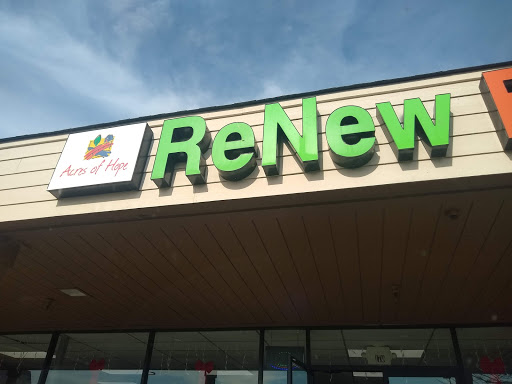 Acres of Hope
ReNew